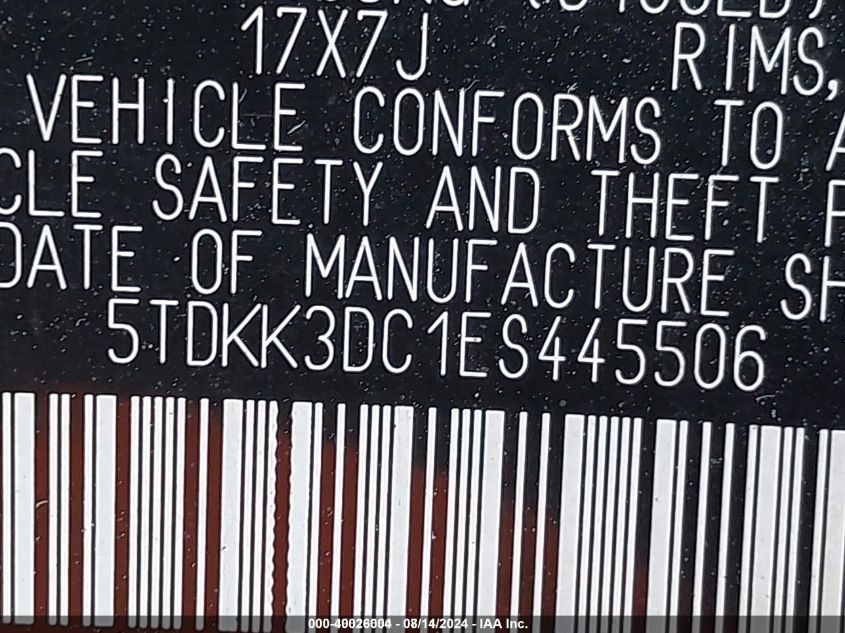 17X7J RIMS,
VEHICLE CONFORMS TO A
CLE SAFETY AND THEFT P
DATE OF MANUFACTURE SH
5TDKK3DC1ES445506
000-40026004 - 08/14/2024 - IAA Inc.